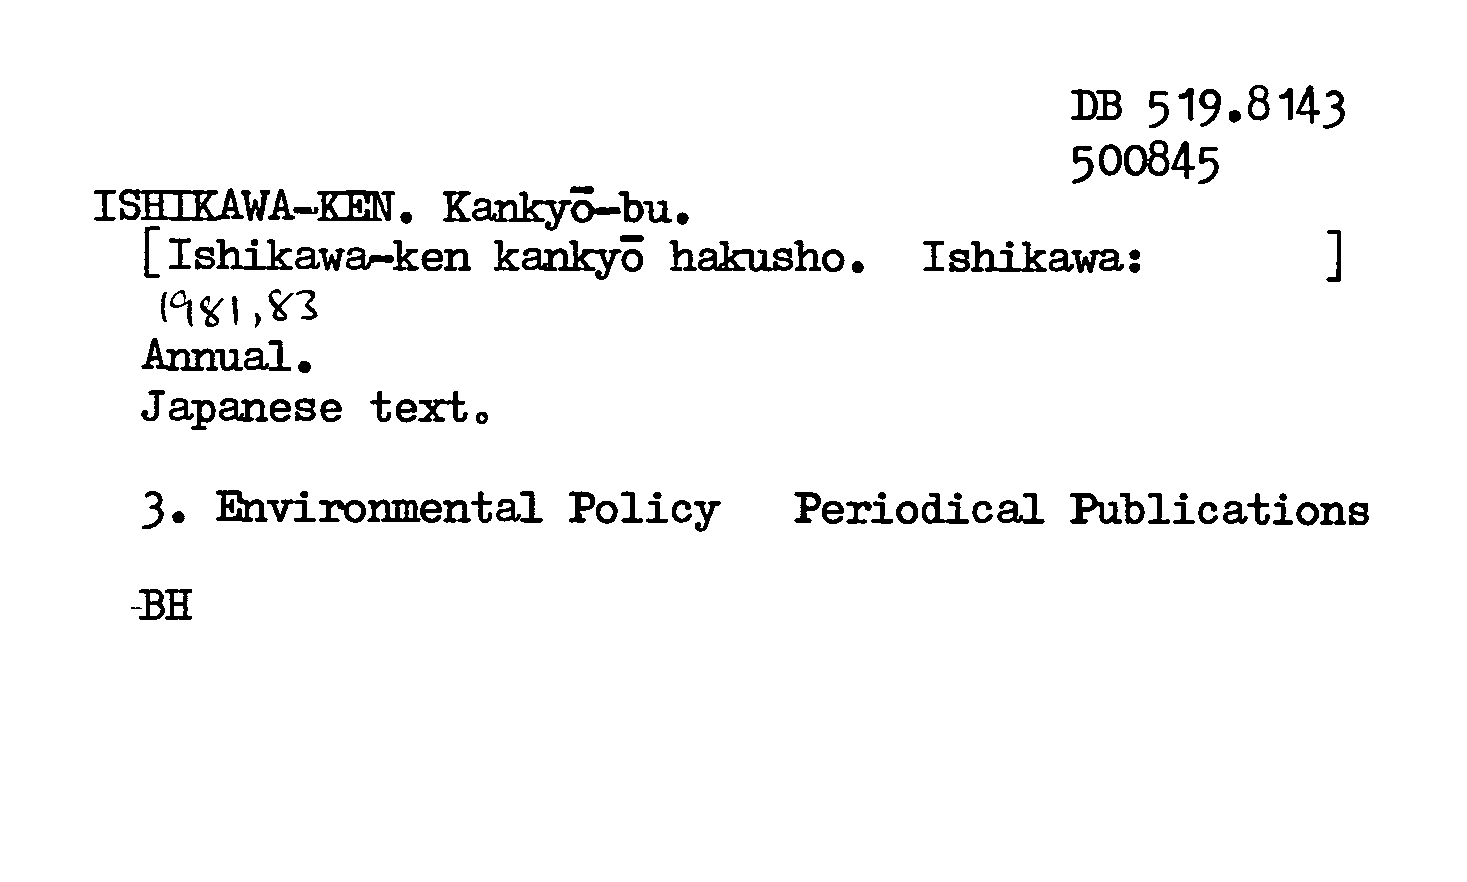 DB 519.8143
500845
ISHIKAWA-KEN. Kankyō-bu.
[Ishikawa-ken kankyō hakusho. Ishikawa: ]
1981,83
Annual.
Japanese text.
3. Environmental Policy Periodical Publications
BH